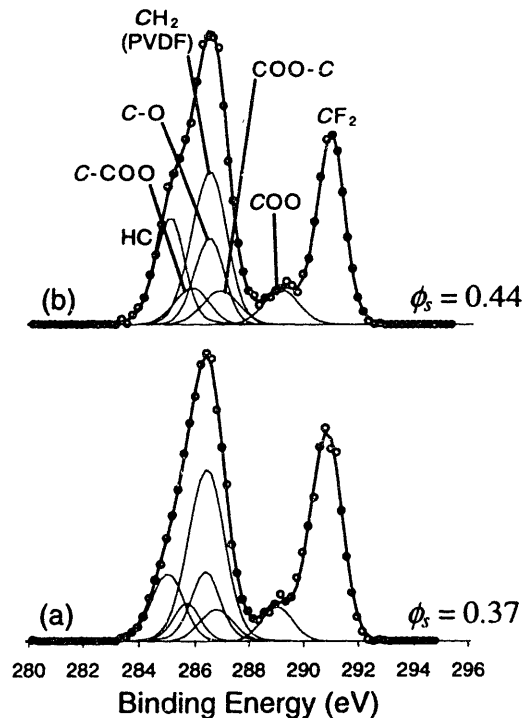 CH₂
(PVDF)
COO-C
C-O
CF₂
C-COO
COO
HC
(b)
ϕₛ = 0.44
(a)
ϕₛ = 0.37
280 282 284 286 288 290 292 294 296
Binding Energy (eV)